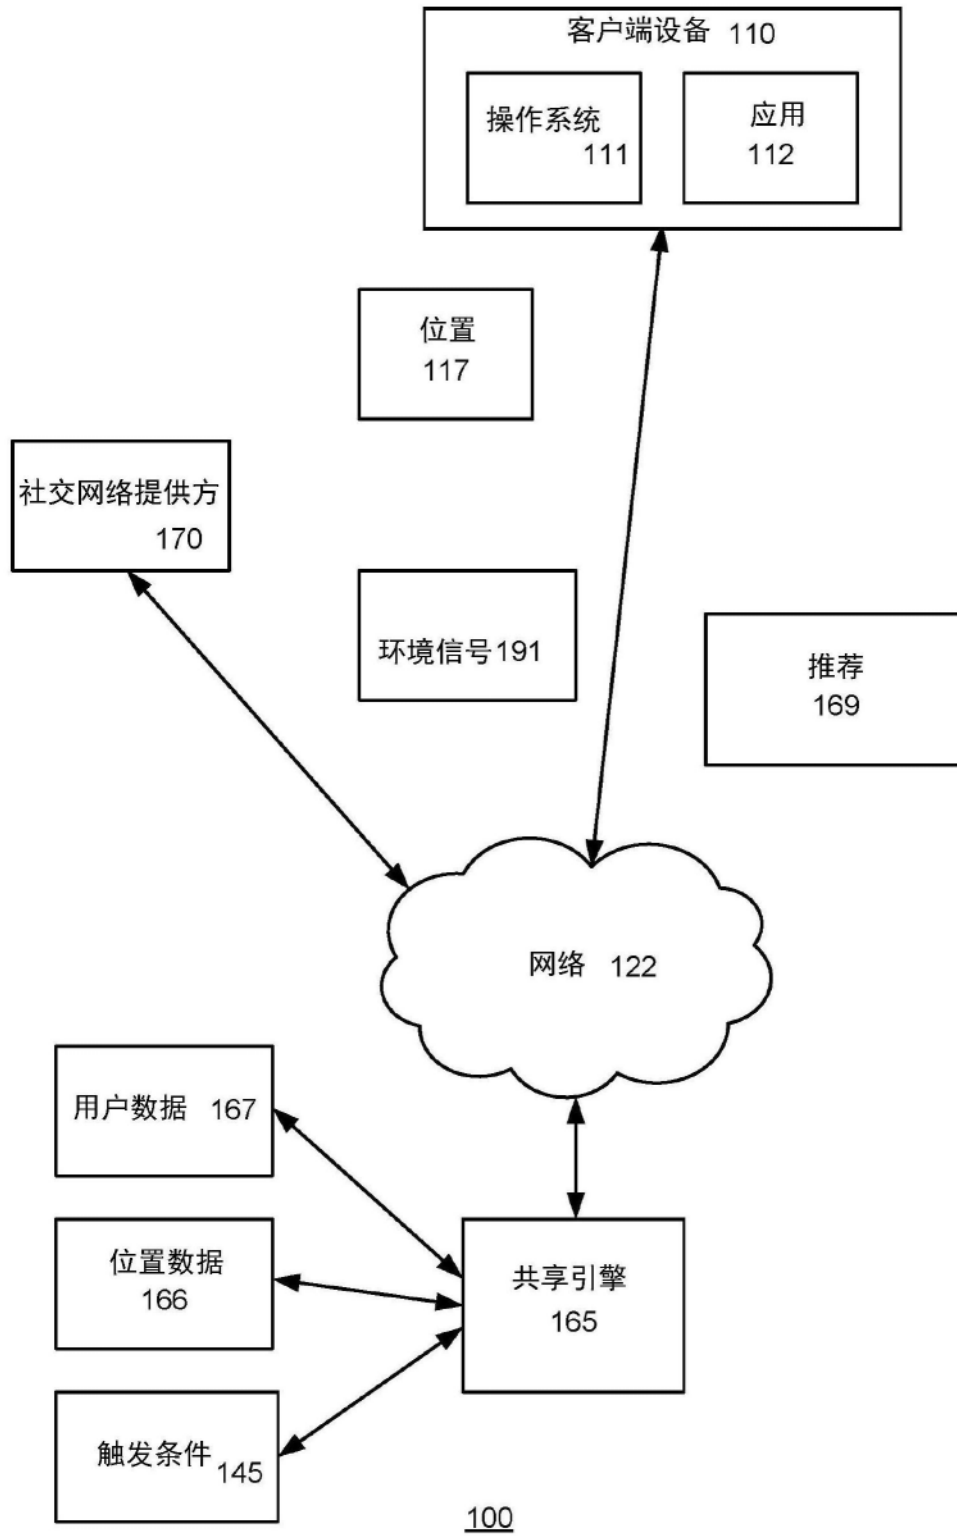 客户端设备 110
操作系统
111
应用
112
位置
117
社交网络提供方
170
环境信号191
推荐
169
网络 122
用户数据 167
位置数据
166
共享引擎
165
触发条件
145
100